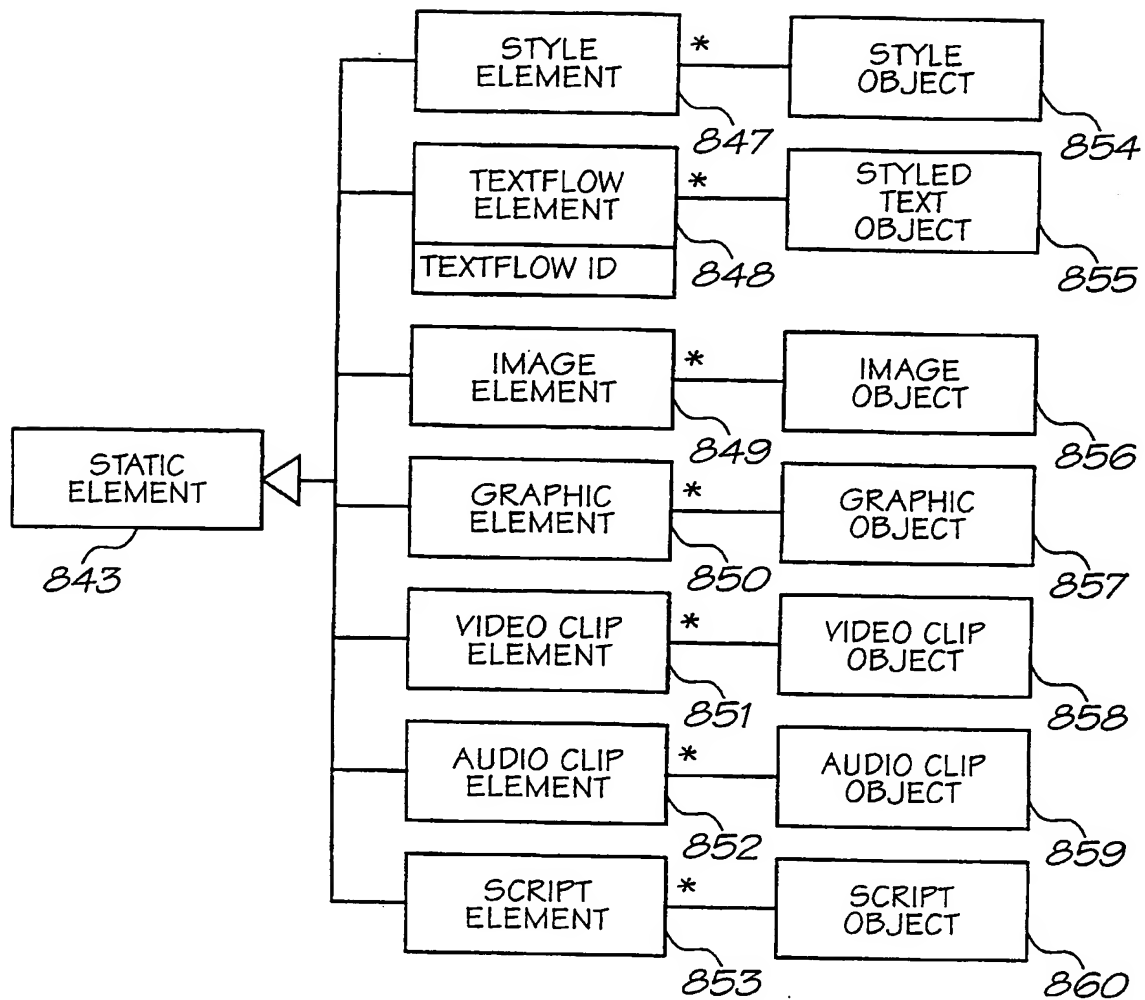 STYLE
ELEMENT
*
STYLE
OBJECT
847
854
TEXTFLOW
ELEMENT
TEXTFLOW ID
*
STYLED
TEXT
OBJECT
848
855
IMAGE
ELEMENT
*
IMAGE
OBJECT
849
856
STATIC
ELEMENT
843
GRAPHIC
ELEMENT
*
GRAPHIC
OBJECT
850
857
VIDEO CLIP
ELEMENT
*
VIDEO CLIP
OBJECT
851
858
AUDIO CLIP
ELEMENT
*
AUDIO CLIP
OBJECT
852
859
SCRIPT
ELEMENT
*
SCRIPT
OBJECT
853
860